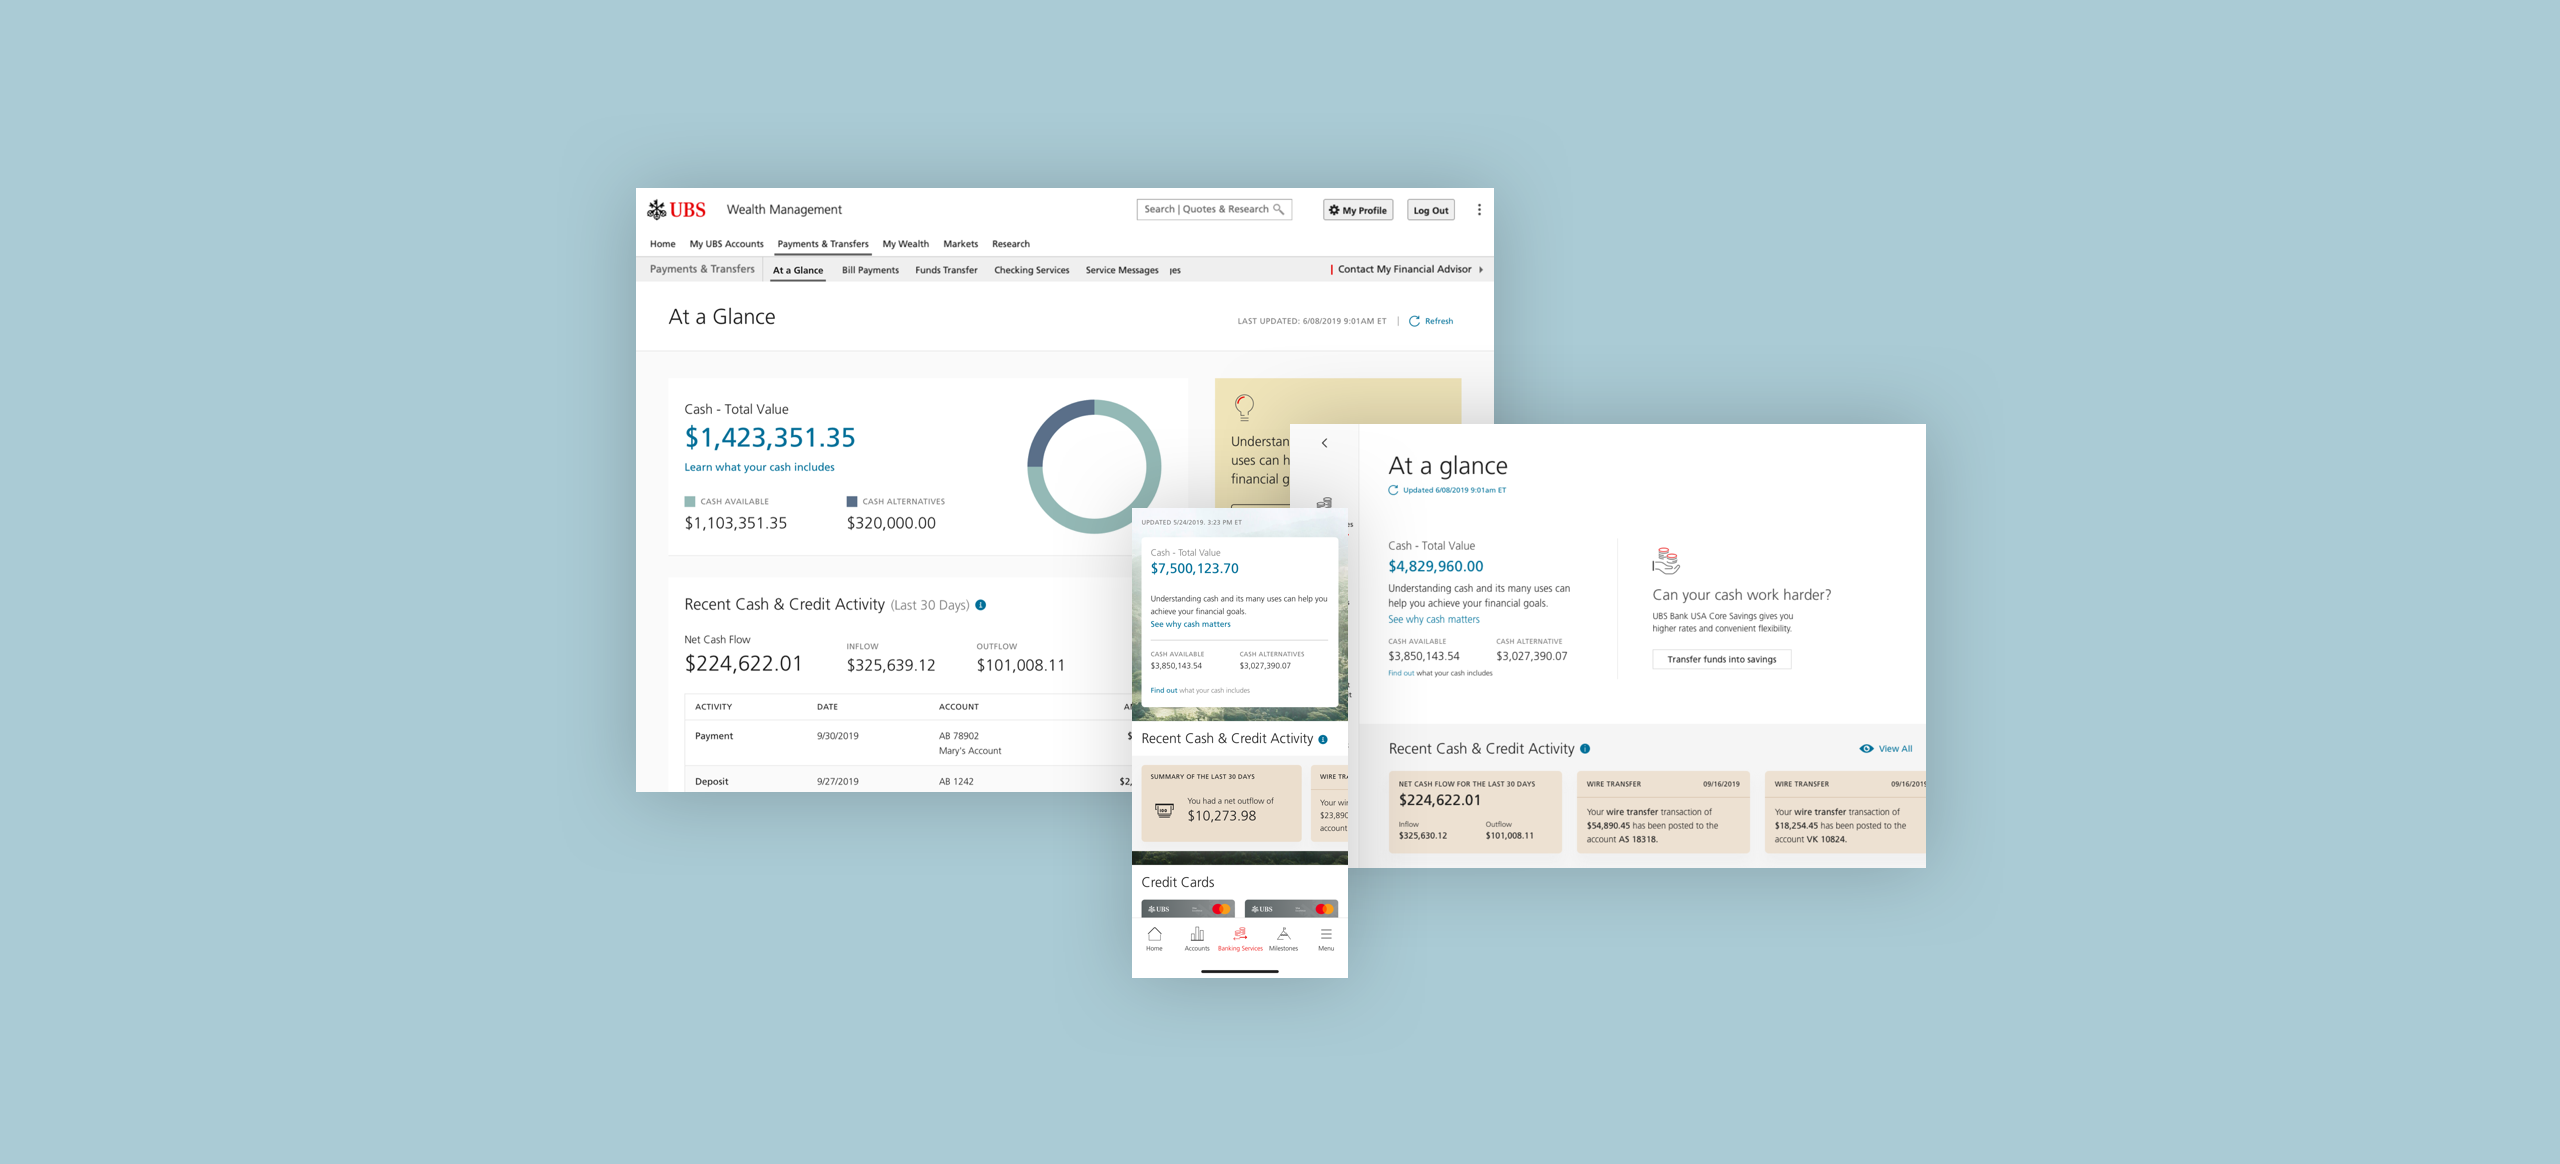 UBS Wealth Management
Search | Quotes & Research
My Profile
Log Out
Home My UBS Accounts Payments & Transfers My Wealth Markets Research
Payments & Transfers At a Glance Bill Payments Funds Transfer Checking Services Service Messages ges
Contact My Financial Advisor
At a Glance
LAST UPDATED: 6/08/2019 9:01AM ET | Refresh
Cash - Total Value
$1,423,351.35
Learn what your cash includes
CASH AVAILABLE CASH ALTERNATIVES
$1,103,351.35 $320,000.00
Understan
uses can h
financial g
Recent Cash & Credit Activity (Last 30 Days)
Net Cash Flow INFLOW OUTFLOW
$224,622.01 $325,639.12 $101,008.11
ACTIVITY DATE ACCOUNT
Payment 9/30/2019 AB 78902
Mary's Account
Deposit 9/27/2019 AB 1242 $2,
UPDATED 5/24/2019, 3:23 PM ET
Cash - Total Value
$7,500,123.70
Understanding cash and its many uses can help you
achieve your financial goals.
See why cash matters
CASH AVAILABLE CASH ALTERNATIVES
$3,850,143.54 $3,027,390.07
Find out what your cash includes
Recent Cash & Credit Activity
SUMMARY OF THE LAST 30 DAYS
You had a net outflow of
$10,273.98
WIRE TRA
Your wir
$23,890
account
Credit Cards
UBS
UBS
Home Accounts Banking Services Milestones Menu
At a glance
Updated 6/08/2019 9:01am ET
Cash - Total Value
$4,829,960.00
Understanding cash and its many uses can
help you achieve your financial goals.
See why cash matters
CASH AVAILABLE CASH ALTERNATIVE
$3,850,143.54 $3,027,390.07
Find out what your cash includes
Can your cash work harder?
UBS Bank USA Core Savings gives you
higher rates and convenient flexibility.
Transfer funds into savings
Recent Cash & Credit Activity
View All
NET CASH FLOW FOR THE LAST 30 DAYS
$224,622.01
Inflow Outflow
$325,630.12 $101,008.11
WIRE TRANSFER 09/16/2019
Your wire transfer transaction of
$54,890.45 has been posted to the
account AS 18318.
WIRE TRANSFER 09/16/2019
Your wire transfer transaction of
$18,254.45 has been posted to the
account VK 10824.